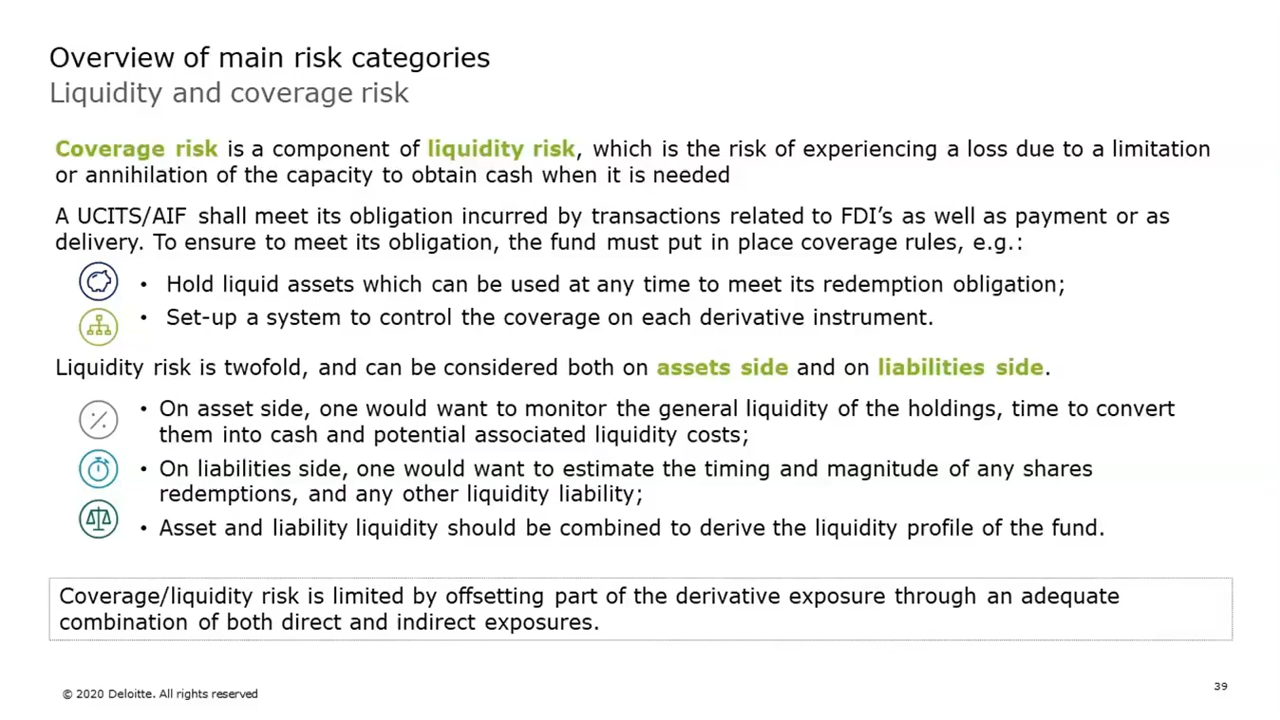 Overview of main risk categories
Liquidity and coverage risk
Coverage risk is a component of liquidity risk, which is the risk of experiencing a loss due to a limitation
or annihilation of the capacity to obtain cash when it is needed
A UCITS/AIF shall meet its obligation incurred by transactions related to FDI's as well as payment or as
delivery. To ensure to meet its obligation, the fund must put in place coverage rules, e.g.:
• Hold liquid assets which can be used at any time to meet its redemption obligation;
• Set-up a system to control the coverage on each derivative instrument.
Liquidity risk is twofold, and can be considered both on assets side and on liabilities side.
• On asset side, one would want to monitor the general liquidity of the holdings, time to convert
them into cash and potential associated liquidity costs;
• On liabilities side, one would want to estimate the timing and magnitude of any shares
redemptions, and any other liquidity liability;
• Asset and liability liquidity should be combined to derive the liquidity profile of the fund.
Coverage/liquidity risk is limited by offsetting part of the derivative exposure through an adequate
combination of both direct and indirect exposures.
© 2020 Deloitte. All rights reserved
39